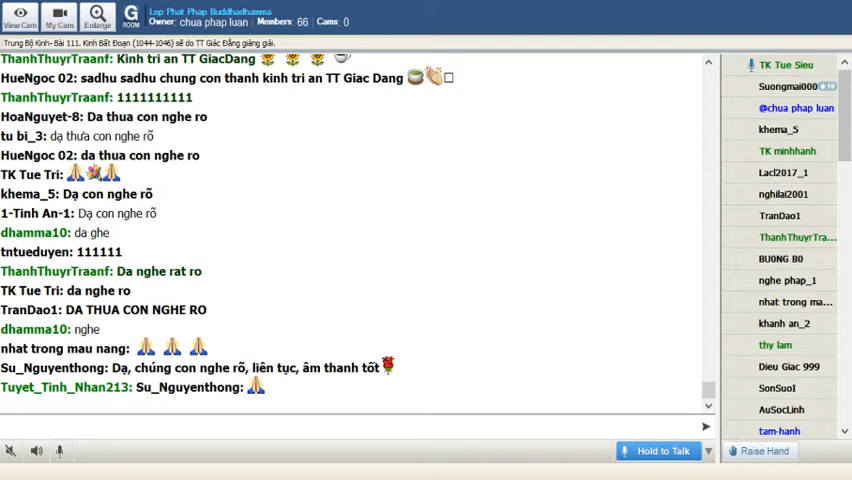 View Cam
My Cam
Enlarge
G
ROOM
Lop Phat Phap Buddhadhamma
Owner: chua phap luan Members: 66 Cams: 0
Trung Bộ Kinh- Bài 111. Kinh Bất Đoạn (1044-1046) sẽ do TT Giác Đẳng giảng giải.
ThanhThuyrTraanf: Kinh tri an TT GiacDang
HueNgoc 02: sadhu sadhu chung con thanh kinh tri an TT Giac Dang
ThanhThuyrTraanf: 1111111111
HoaNguyet-8: Da thua con nghe ro
tu bi_3: dạ thưa con nghe rõ
HueNgoc 02: da thua con nghe ro
TK Tue Tri:
khema_5: Dạ con nghe rõ
1-Tinh An-1: Dạ con nghe rõ
dhamma10: da ghe
tntueduyen: 111111
ThanhThuyrTraanf: Da nghe rat ro
TK Tue Tri: da nghe ro
TranDao1: DA THUA CON NGHE RO
dhamma10: nghe
nhat trong mau nang:
Su_Nguyenthong: Dạ, chúng con nghe rõ, liên tục, âm thanh tốt
Tuyet_Tinh_Nhan213: Su_Nguyenthong:
TK Tue Sieu
Suongmai000 10
@chua phap luan
khema_5
TK minhhanh
Lacl2017_1
nghilai2001
TranDao1
ThanhThuyrTra...
BU0NG B0
nghe phap_1
nhat trong ma...
khanh an_2
thy lam
Dieu Giac 999
SonSuoI
AuSocLinh
tam-hanh
Hold to Talk
Raise Hand